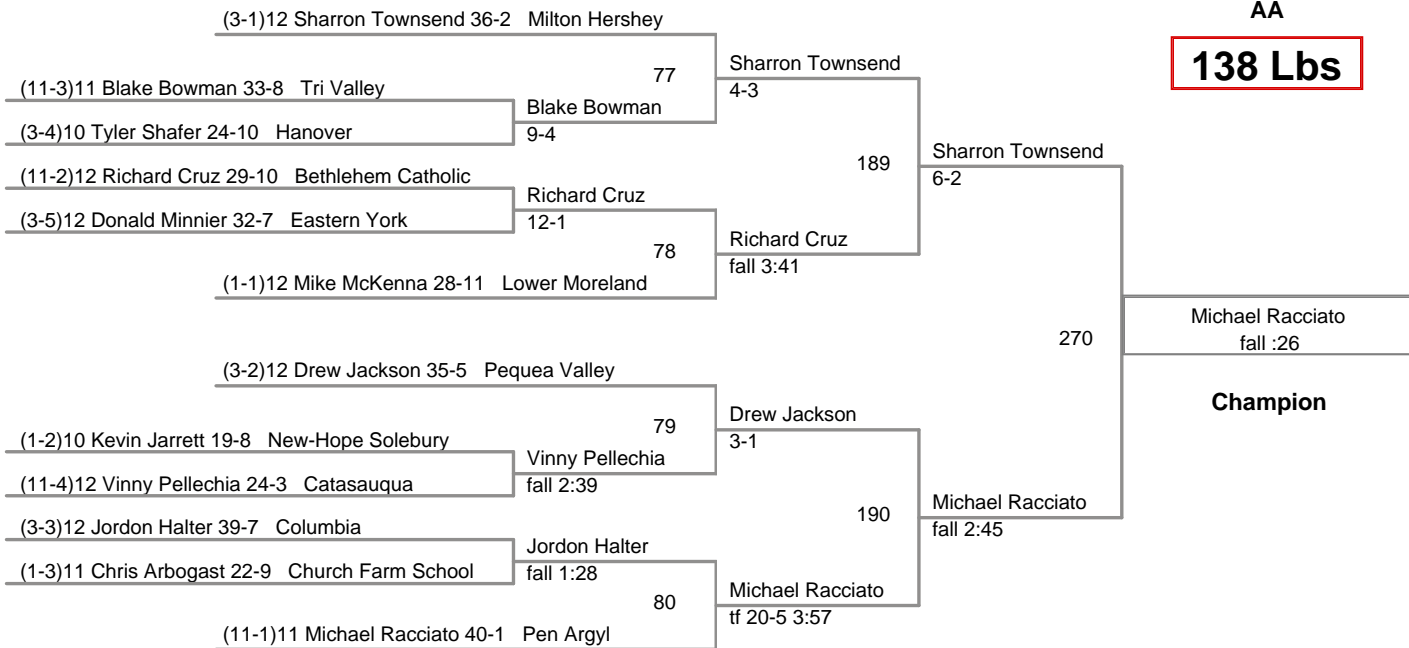 AA
138 Lbs
(3-1)12 Sharron Townsend 36-2 Milton Hershey
77
Sharron Townsend
4-3
(11-3)11 Blake Bowman 33-8 Tri Valley
Blake Bowman
9-4
(3-4)10 Tyler Shafer 24-10 Hanover
189
Sharron Townsend
6-2
(11-2)12 Richard Cruz 29-10 Bethlehem Catholic
Richard Cruz
12-1
(3-5)12 Donald Minnier 32-7 Eastern York
78
Richard Cruz
fall 3:41
(1-1)12 Mike McKenna 28-11 Lower Moreland
270
Michael Racciato
fall :26
Champion
(3-2)12 Drew Jackson 35-5 Pequea Valley
79
Drew Jackson
3-1
(1-2)10 Kevin Jarrett 19-8 New-Hope Solebury
Vinny Pellechia
fall 2:39
(11-4)12 Vinny Pellechia 24-3 Catasauqua
190
Michael Racciato
fall 2:45
(3-3)12 Jordon Halter 39-7 Columbia
Jordon Halter
fall 1:28
(1-3)11 Chris Arbogast 22-9 Church Farm School
80
Michael Racciato
tf 20-5 3:57
(11-1)11 Michael Racciato 40-1 Pen Argyl